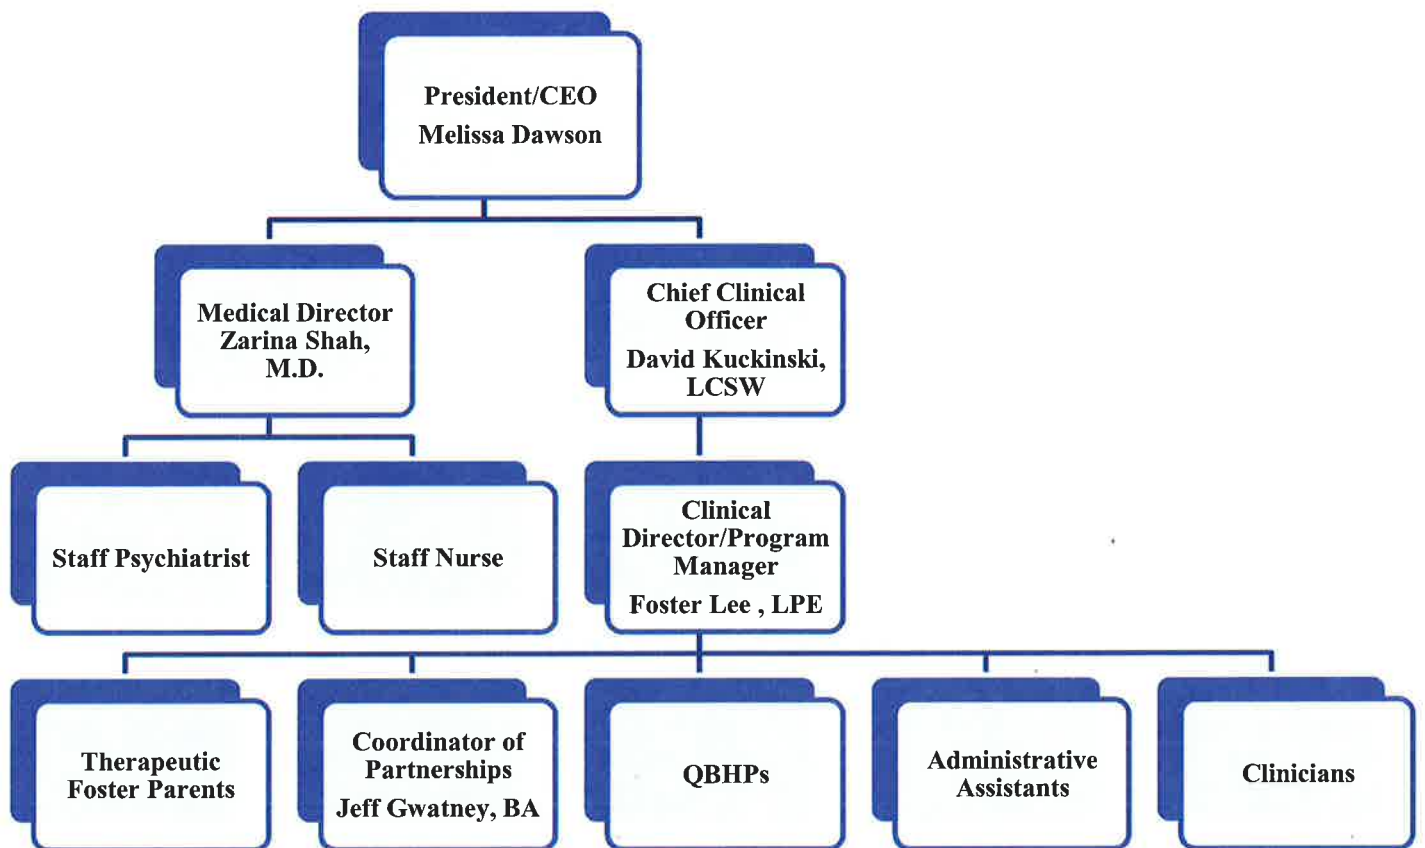 President/CEO
Melissa Dawson
Medical Director
Zarina Shah,
M.D.
Chief Clinical
Officer
David Kuckinski,
LCSW
Staff Psychiatrist
Staff Nurse
Clinical
Director/Program
Manager
Foster Lee , LPE
Therapeutic
Foster Parents
Coordinator of
Partnerships
Jeff Gwatney, BA
QBHPs
Administrative
Assistants
Clinicians